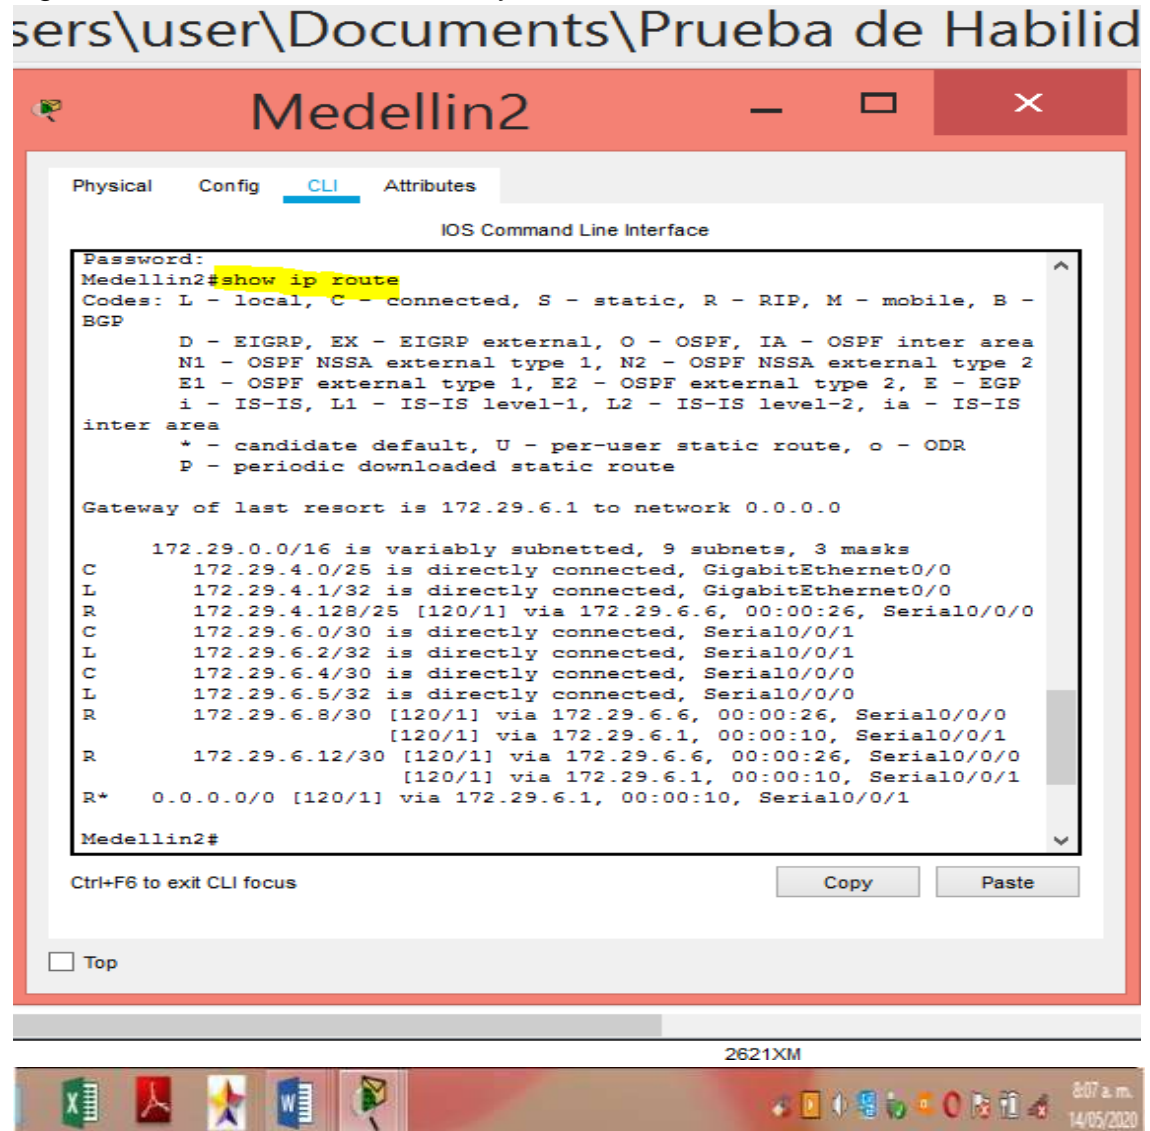 sers\user\Documents\Prueba de Habilid
Medellin2
Physical Config CLI Attributes
IOS Command Line Interface
Password:
Medellin2#show ip route
Codes: L - local, C - connected, S - static, R - RIP, M - mobile, B -
BGP
D - EIGRP, EX - EIGRP external, O - OSPF, IA - OSPF inter area
N1 - OSPF NSSA external type 1, N2 - OSPF NSSA external type 2
E1 - OSPF external type 1, E2 - OSPF external type 2, E - EGP
i - IS-IS, L1 - IS-IS level-1, L2 - IS-IS level-2, ia - IS-IS
inter area
* - candidate default, U - per-user static route, o - ODR
P - periodic downloaded static route
Gateway of last resort is 172.29.6.1 to network 0.0.0.0
172.29.0.0/16 is variably subnetted, 9 subnets, 3 masks
C 172.29.4.0/25 is directly connected, GigabitEthernet0/0
L 172.29.4.1/32 is directly connected, GigabitEthernet0/0
R 172.29.4.128/25 [120/1] via 172.29.6.6, 00:00:26, Serial0/0/0
C 172.29.6.0/30 is directly connected, Serial0/0/1
L 172.29.6.2/32 is directly connected, Serial0/0/1
C 172.29.6.4/30 is directly connected, Serial0/0/0
L 172.29.6.5/32 is directly connected, Serial0/0/0
R 172.29.6.8/30 [120/1] via 172.29.6.6, 00:00:26, Serial0/0/0
[120/1] via 172.29.6.1, 00:00:10, Serial0/0/1
R 172.29.6.12/30 [120/1] via 172.29.6.6, 00:00:26, Serial0/0/0
[120/1] via 172.29.6.1, 00:00:10, Serial0/0/1
R* 0.0.0.0/0 [120/1] via 172.29.6.1, 00:00:10, Serial0/0/1
Medellin2#
Ctrl+F6 to exit CLI focus
Copy Paste
Top
2621XM
8:07 a. m.
14/05/2020